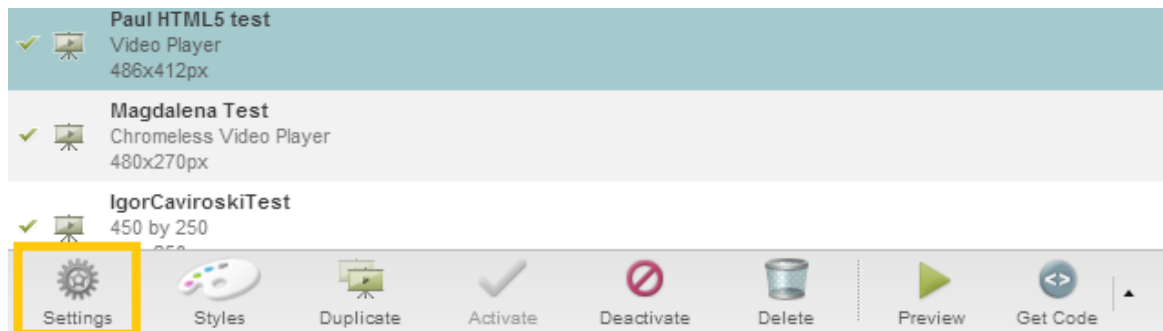 Paul HTML5 test
Video Player
486x412px
Magdalena Test
Chromeless Video Player
480x270px
IgorCaviroskiTest
450 by 250
Settings
Styles
Duplicate
Activate
Deactivate
Delete
Preview
Get Code